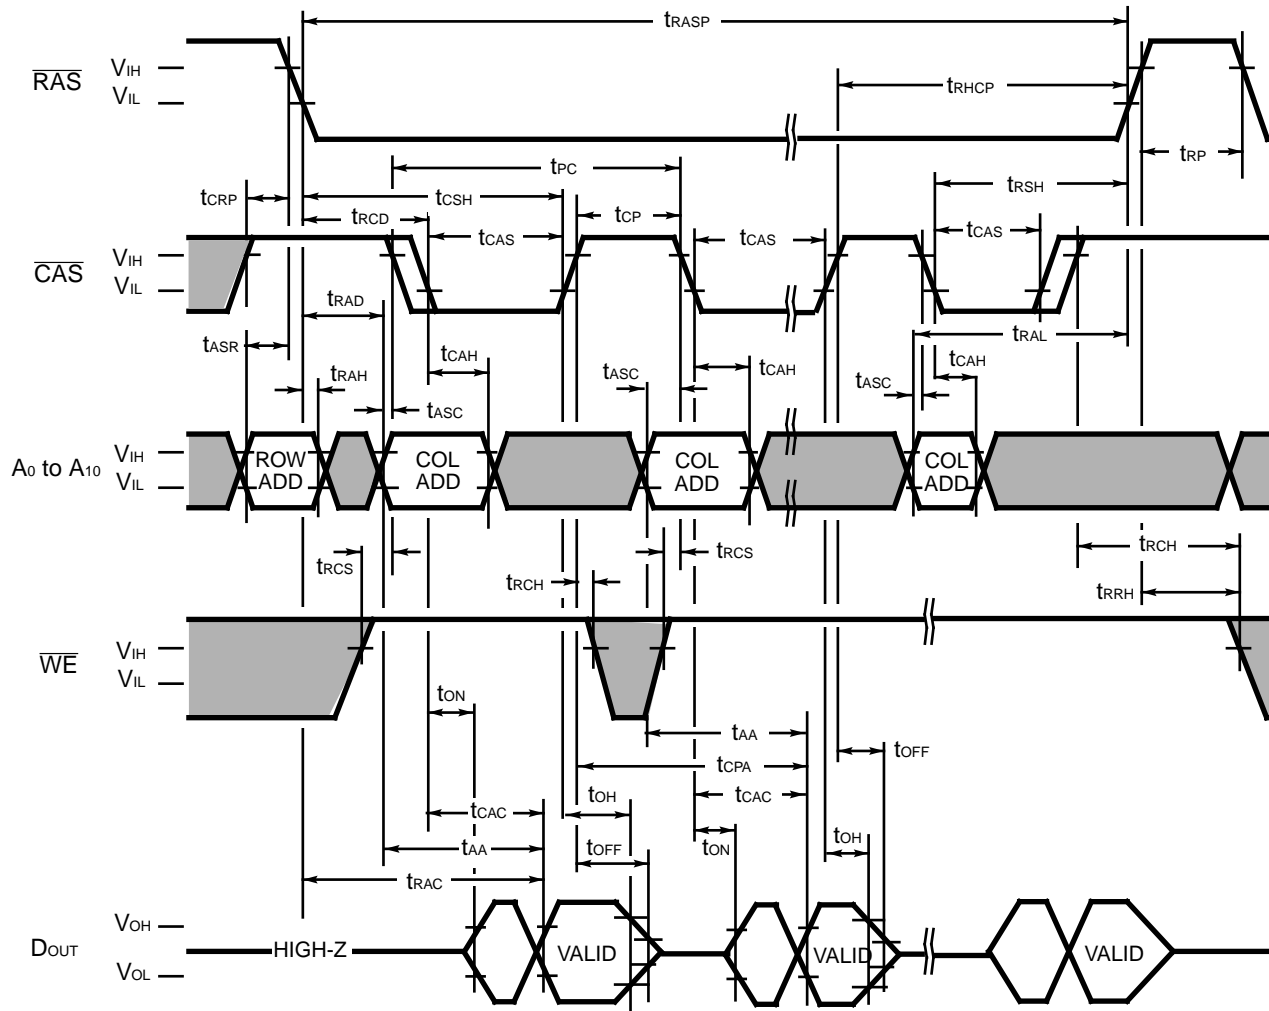 tRASP
VIH
RAS
VIL
tRHCP
tRP
tPC
tCRP
tCSH
tRSH
tRCD
tCP
tCAS
tCAS
tCAS
VIH
CAS
VIL
tRAD
tRAL
tASR
tCAH
tRAH
tASC
tCAH
tCAH
tASC
tASC
VIH
A0 to A10
VIL
ROW
ADD
COL
ADD
COL
ADD
COL
ADD
tRCS
tRCS
tRCH
tRCH
tRRH
VIH
WE
VIL
tON
tAA
tOFF
tCPA
tOH
tCAC
tCAC
tAA
tOFF
tON
tOH
tRAC
VOH
DOUT
VOL
HIGH-Z
VALID
VALID
VALID